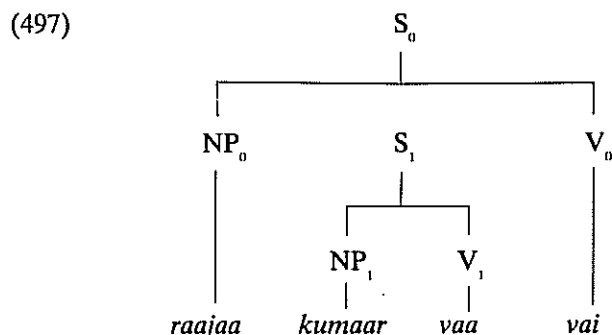 (497) S₀
NP₀ S₁ V₀
NP₁ V₁
raajaa kumaar vaa vai